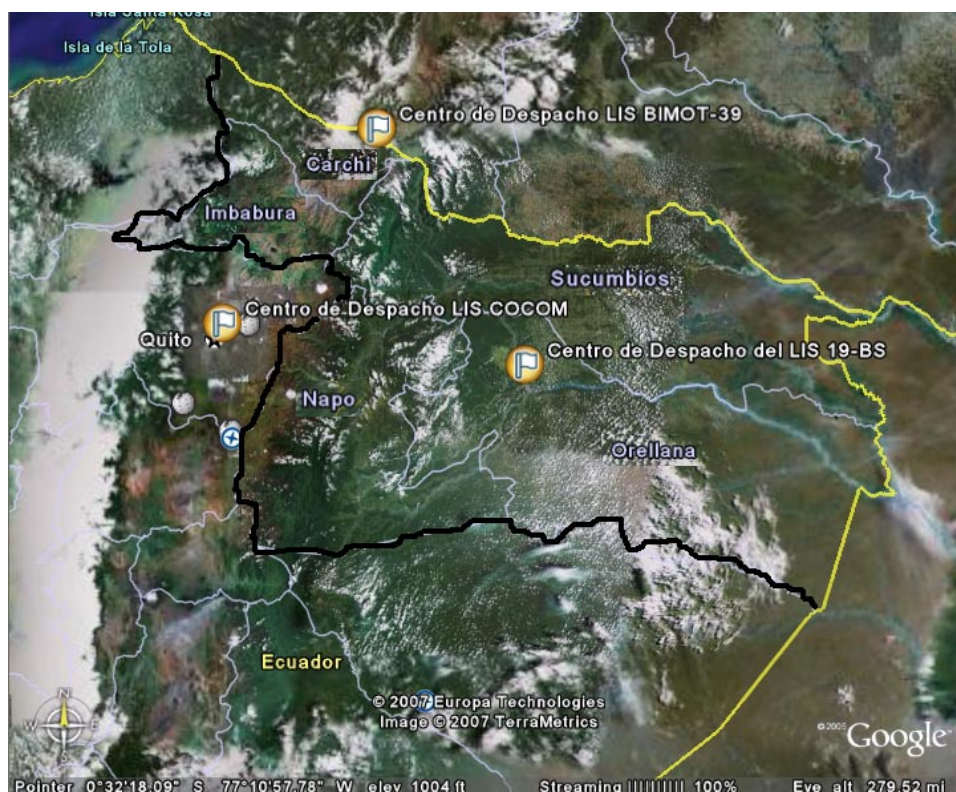 Isla Santa Rosa
Isla de la Tola
Centro de Despacho LIS BIMOT-39
Carchi
Imbabura
Sucumbios
Centro de Despacho LIS COCOM
Quito
Centro de Despacho del LIS 19-BS
Napo
Orellana
Ecuador
© 2007 Europa Technologies
Image © 2007 TerraMetrics
N
W E
S
©2005 Google™
Pointer 0°32'18.09" S 77°10'57.78" W elev 1004 ft Streaming |||||||||| 100% Eye alt 279.52 mi